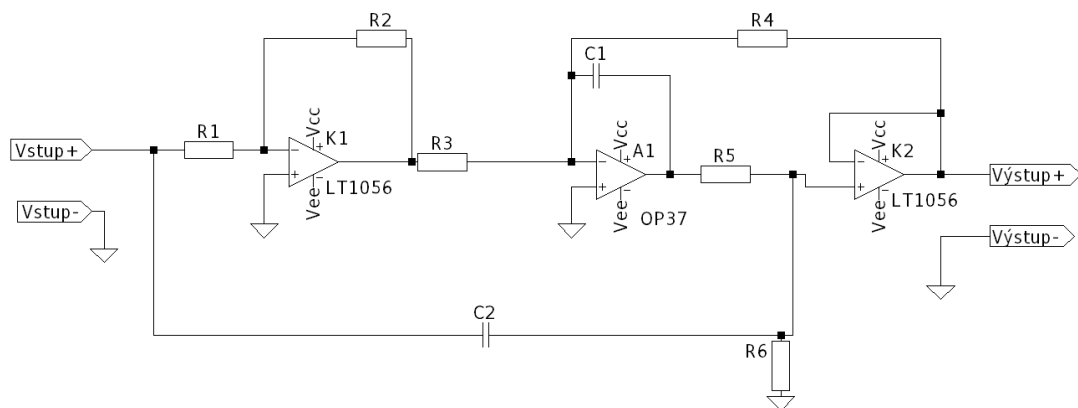 R2
R4
C1
Vcc
R1
K1
R3
A1
Vcc
R5
Vcc
K2
Vstup+
+
−
+
−
LT1056
Vee
Vstup-
−
+
+
−
Vee
OP37
−
+
+
−
LT1056
Vee
Výstup+
Výstup-
C2
R6